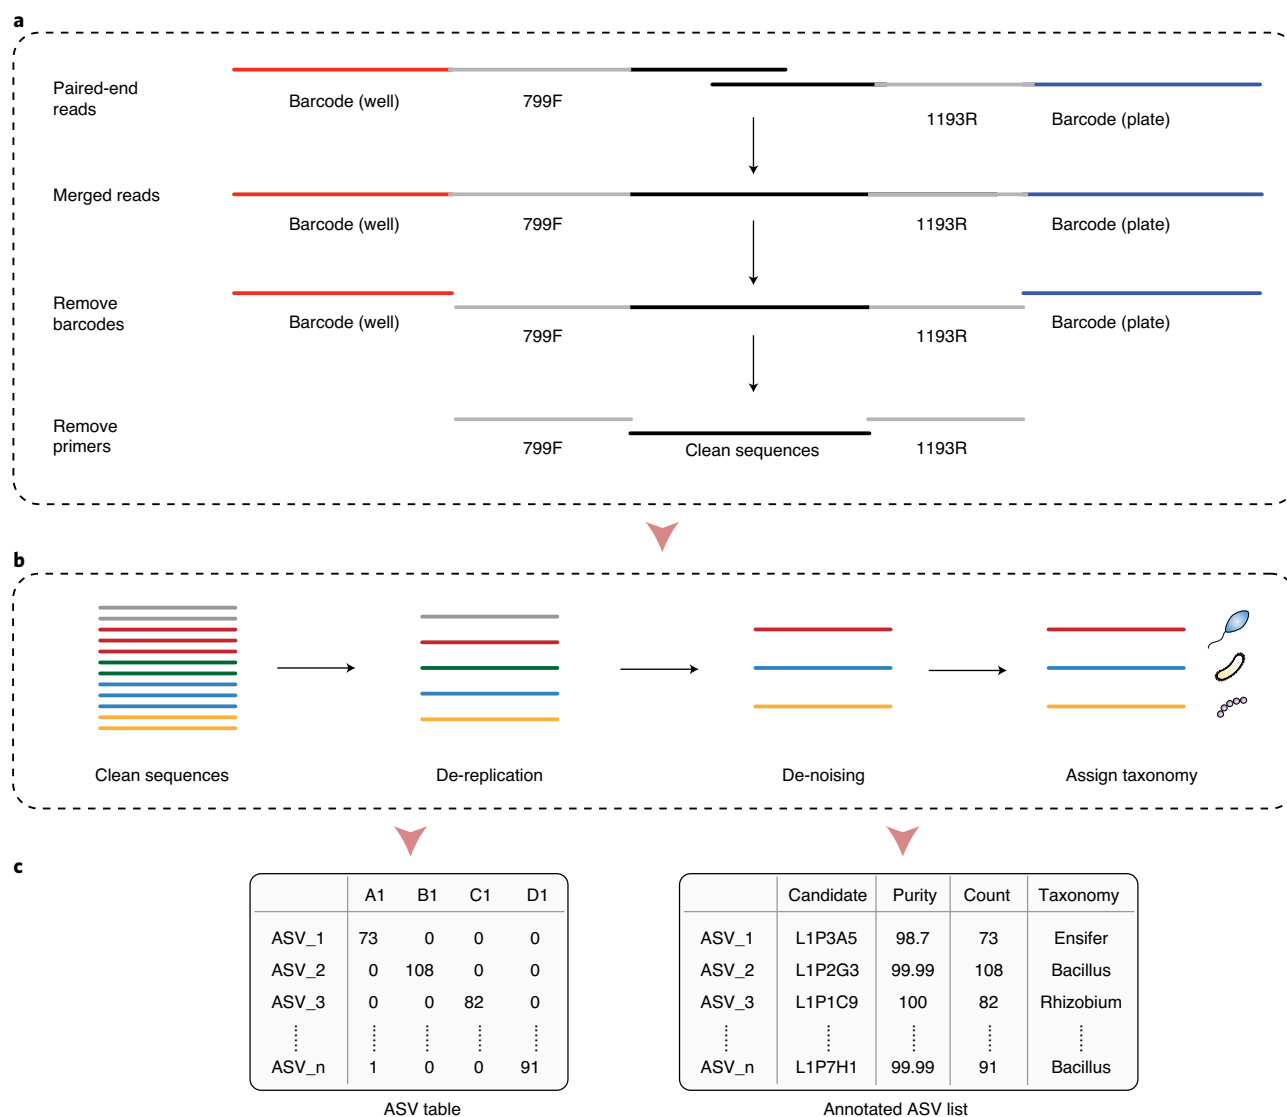 a
Paired-end
reads
Barcode (well)
799F
1193R
Barcode (plate)
Merged reads
Barcode (well)
799F
1193R
Barcode (plate)
Remove
barcodes
Barcode (well)
799F
1193R
Barcode (plate)
Remove
primers
799F
Clean sequences
1193R
b
Clean sequences
De-replication
De-noising
Assign taxonomy
c
A1 B1 C1 D1
ASV_1 73 0 0 0
ASV_2 0 108 0 0
ASV_3 0 0 82 0
ASV_n 1 0 0 91
ASV table
Candidate Purity Count Taxonomy
ASV_1 L1P3A5 98.7 73 Ensifer
ASV_2 L1P2G3 99.99 108 Bacillus
ASV_3 L1P1C9 100 82 Rhizobium
ASV_n L1P7H1 99.99 91 Bacillus
Annotated ASV list